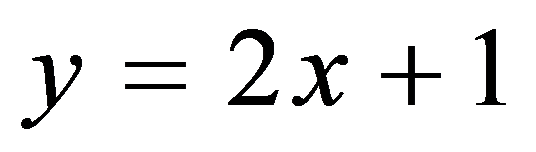 y = 2x + 1